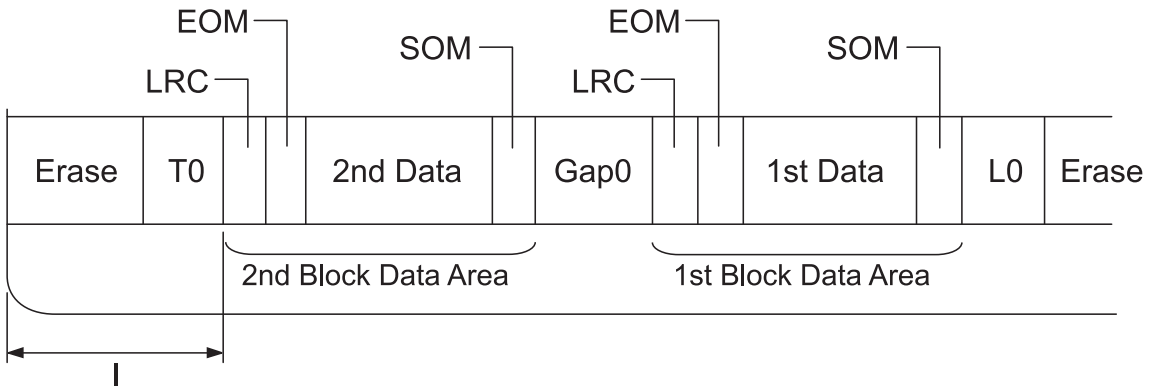 EOM
EOM
SOM
SOM
LRC
LRC
Erase
T0
2nd Data
Gap0
1st Data
L0
Erase
2nd Block Data Area
1st Block Data Area